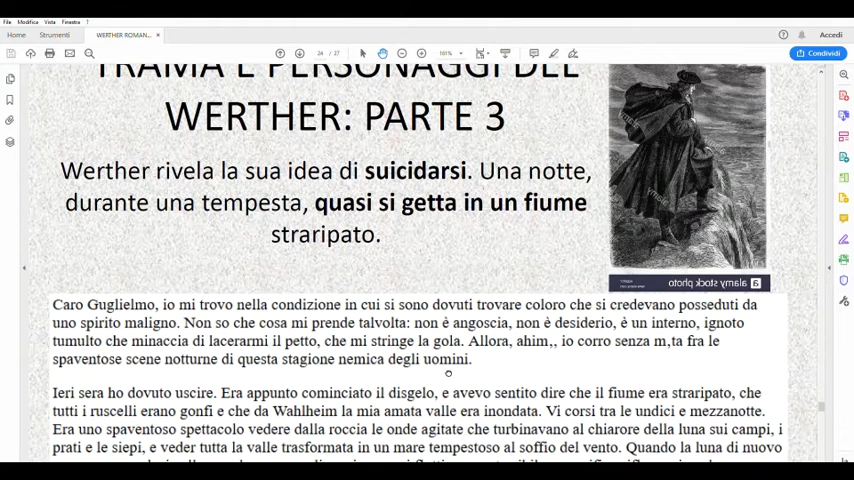 File Modifica Vista Finestra ?
Home Strumenti WERTHER ROMAN... × Accedi
24 / 27 161% Condividi
TRAMA E PERSONAGGI DEL
WERTHER: PARTE 3
Werther rivela la sua idea di suicidarsi. Una notte,
durante una tempesta, quasi si getta in un fiume
straripato.
a alamy stock photo
Caro Guglielmo, io mi trovo nella condizione in cui si sono dovuti trovare coloro che si credevano posseduti da
uno spirito maligno. Non so che cosa mi prende talvolta: non è angoscia, non è desiderio, è un interno, ignoto
tumulto che minaccia di lacerarmi il petto, che mi stringe la gola. Allora, ahim,, io corro senza m,ta fra le
spaventose scene notturne di questa stagione nemica degli uomini.
Ieri sera ho dovuto uscire. Era appunto cominciato il disgelo, e avevo sentito dire che il fiume era straripato, che
tutti i ruscelli erano gonfi e che da Wahlheim la mia amata valle era inondata. Vi corsi tra le undici e mezzanotte.
Era uno spaventoso spettacolo vedere dalla roccia le onde agitate che turbinavano al chiarore della luna sui campi, i
prati e le siepi, e veder tutta la valle trasformata in un mare tempestoso al soffio del vento. Quando la luna di nuovo